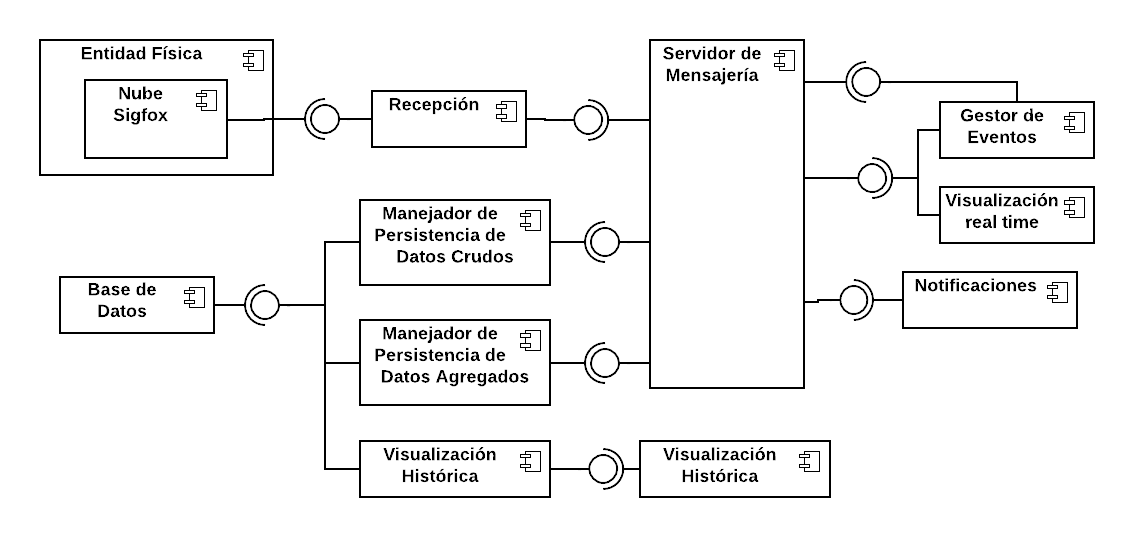 Entidad Física
Nube
Sigfox
Recepción
Servidor de
Mensajería
Gestor de
Eventos
Visualización
real time
Manejador de
Persistencia de
Datos Crudos
Base de
Datos
Notificaciones
Manejador de
Persistencia de
Datos Agregados
Visualización
Histórica
Visualización
Histórica